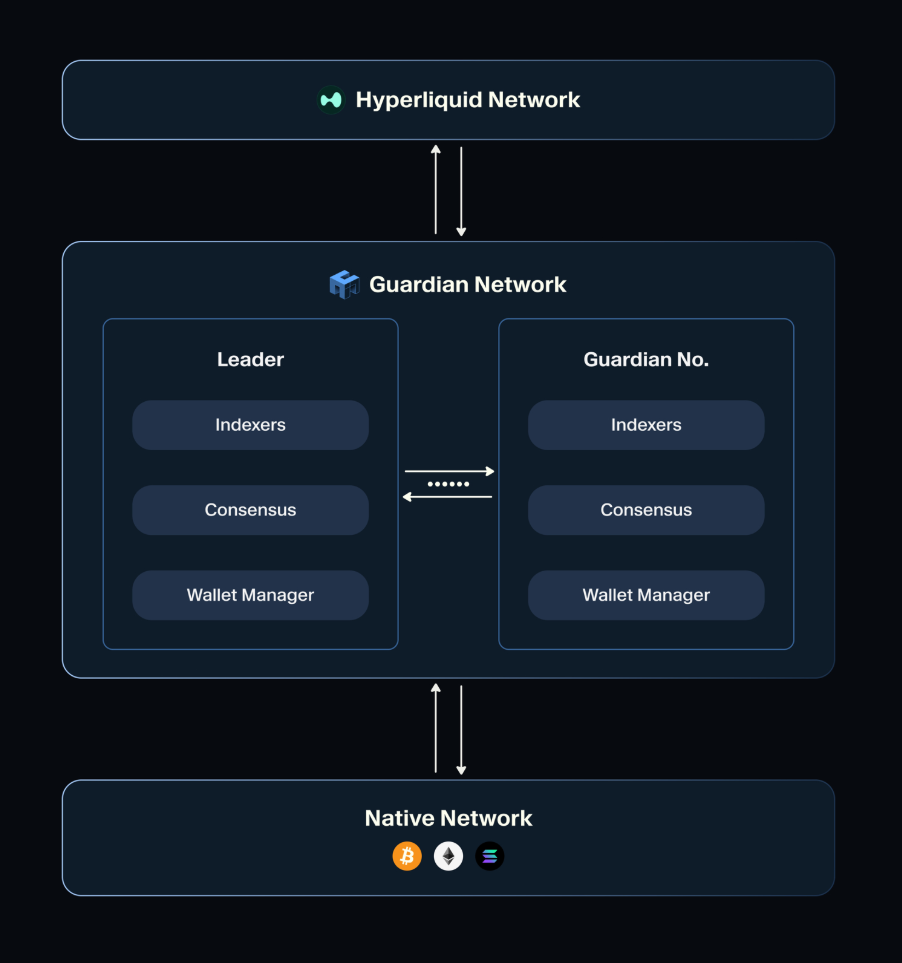 Hyperliquid Network
Guardian Network
Leader
Indexers
Consensus
Wallet Manager
Guardian No.
Indexers
Consensus
Wallet Manager
Native Network